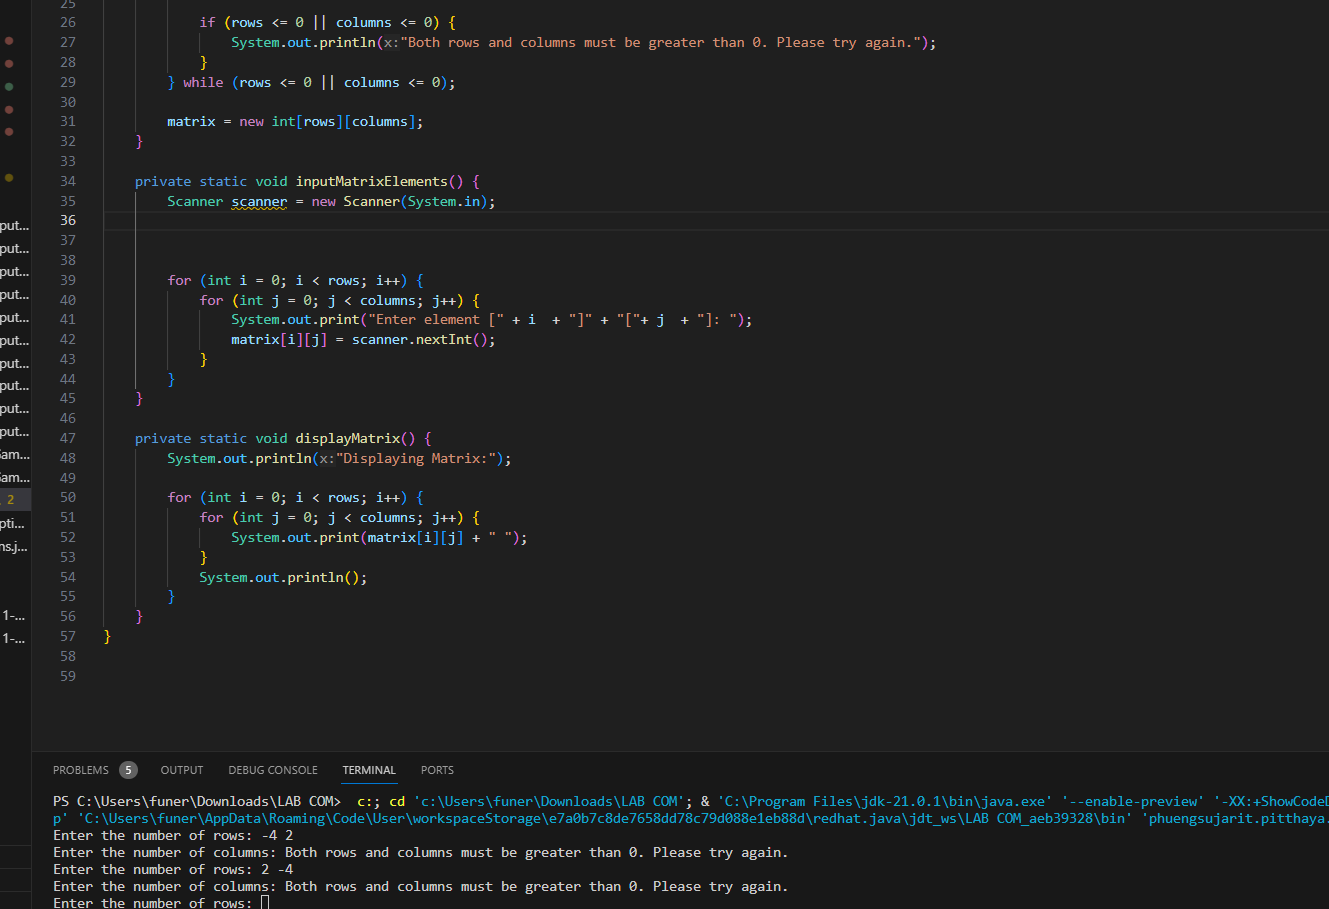 25
26 if (rows <= 0 || columns <= 0) {
27 System.out.println(x:"Both rows and columns must be greater than 0. Please try again.");
28 }
29 } while (rows <= 0 || columns <= 0);
30
31 matrix = new int[rows][columns];
32 }
33
34 private static void inputMatrixElements() {
35 Scanner scanner = new Scanner(System.in);
36
37
38
39 for (int i = 0; i < rows; i++) {
40 for (int j = 0; j < columns; j++) {
41 System.out.print("Enter element [" + i  + "]" + "["+ j  + "]: ");
42 matrix[i][j] = scanner.nextInt();
43 }
44 }
45 }
46
47 private static void displayMatrix() {
48 System.out.println(x:"Displaying Matrix:");
49
50 for (int i = 0; i < rows; i++) {
51 for (int j = 0; j < columns; j++) {
52 System.out.print(matrix[i][j] + " ");
53 }
54 System.out.println();
55 }
56 }
57 }
58
59
put...
put...
put...
put...
put...
put...
put...
put...
put...
put...
Sam...
Sam...
2
pti...
ns.j...
1-...
1-...
PROBLEMS 5 OUTPUT DEBUG CONSOLE TERMINAL PORTS
PS C:\Users\funer\Downloads\LAB COM>  c:; cd 'c:\Users\funer\Downloads\LAB COM'; & 'C:\Program Files\jdk-21.0.1\bin\java.exe' '--enable-preview' '-XX:+ShowCodeD
p' 'C:\Users\funer\AppData\Roaming\Code\User\workspaceStorage\e7a0b7c8de7658dd78c79d088e1eb88d\redhat.java\jdt_ws\LAB COM_aeb39328\bin' 'phuengsujarit.pitthaya.
Enter the number of rows: -4 2
Enter the number of columns: Both rows and columns must be greater than 0. Please try again.
Enter the number of rows: 2 -4
Enter the number of columns: Both rows and columns must be greater than 0. Please try again.
Enter the number of rows: